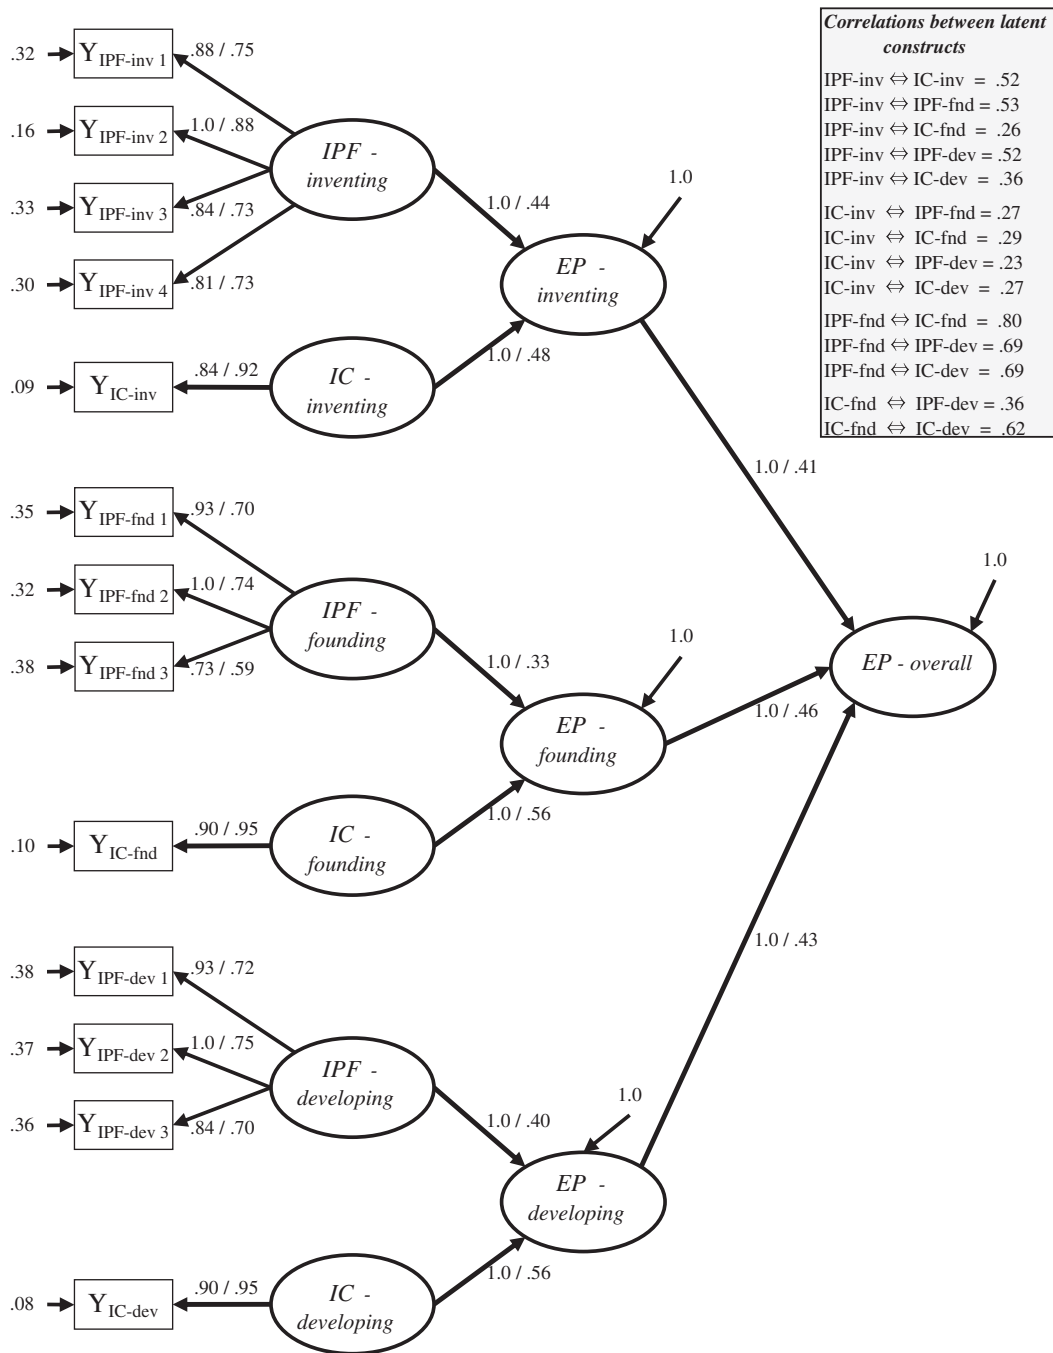 Correlations between latent
constructs
IPF-inv ⇔ IC-inv = .52
IPF-inv ⇔ IPF-fnd = .53
IPF-inv ⇔ IC-fnd = .26
IPF-inv ⇔ IPF-dev = .52
IPF-inv ⇔ IC-dev = .36
IC-inv ⇔ IPF-fnd = .27
IC-inv ⇔ IC-fnd = .29
IC-inv ⇔ IPF-dev = .23
IC-inv ⇔ IC-dev = .27
IPF-fnd ⇔ IC-fnd = .80
IPF-fnd ⇔ IPF-dev = .69
IPF-fnd ⇔ IC-dev = .69
IC-fnd ⇔ IPF-dev = .36
IC-fnd ⇔ IC-dev = .62
.32
Y IPF-inv 1
.88 / .75
.16
Y IPF-inv 2
1.0 / .88
.33
Y IPF-inv 3
.84 / .73
.30
Y IPF-inv 4
.81 / .73
IPF -
inventing
1.0 / .44
1.0
EP -
inventing
.09
Y IC-inv
.84 / .92
IC -
inventing
1.0 / .48
1.0 / .41
.35
Y IPF-fnd 1
.93 / .70
.32
Y IPF-fnd 2
1.0 / .74
.38
Y IPF-fnd 3
.73 / .59
IPF -
founding
1.0 / .33
1.0
EP -
founding
1.0 / .46
1.0
EP - overall
.10
Y IC-fnd
.90 / .95
IC -
founding
1.0 / .56
1.0 / .43
.38
Y IPF-dev 1
.93 / .72
.37
Y IPF-dev 2
1.0 / .75
.36
Y IPF-dev 3
.84 / .70
IPF -
developing
1.0 / .40
1.0
EP -
developing
.08
Y IC-dev
.90 / .95
IC -
developing
1.0 / .56